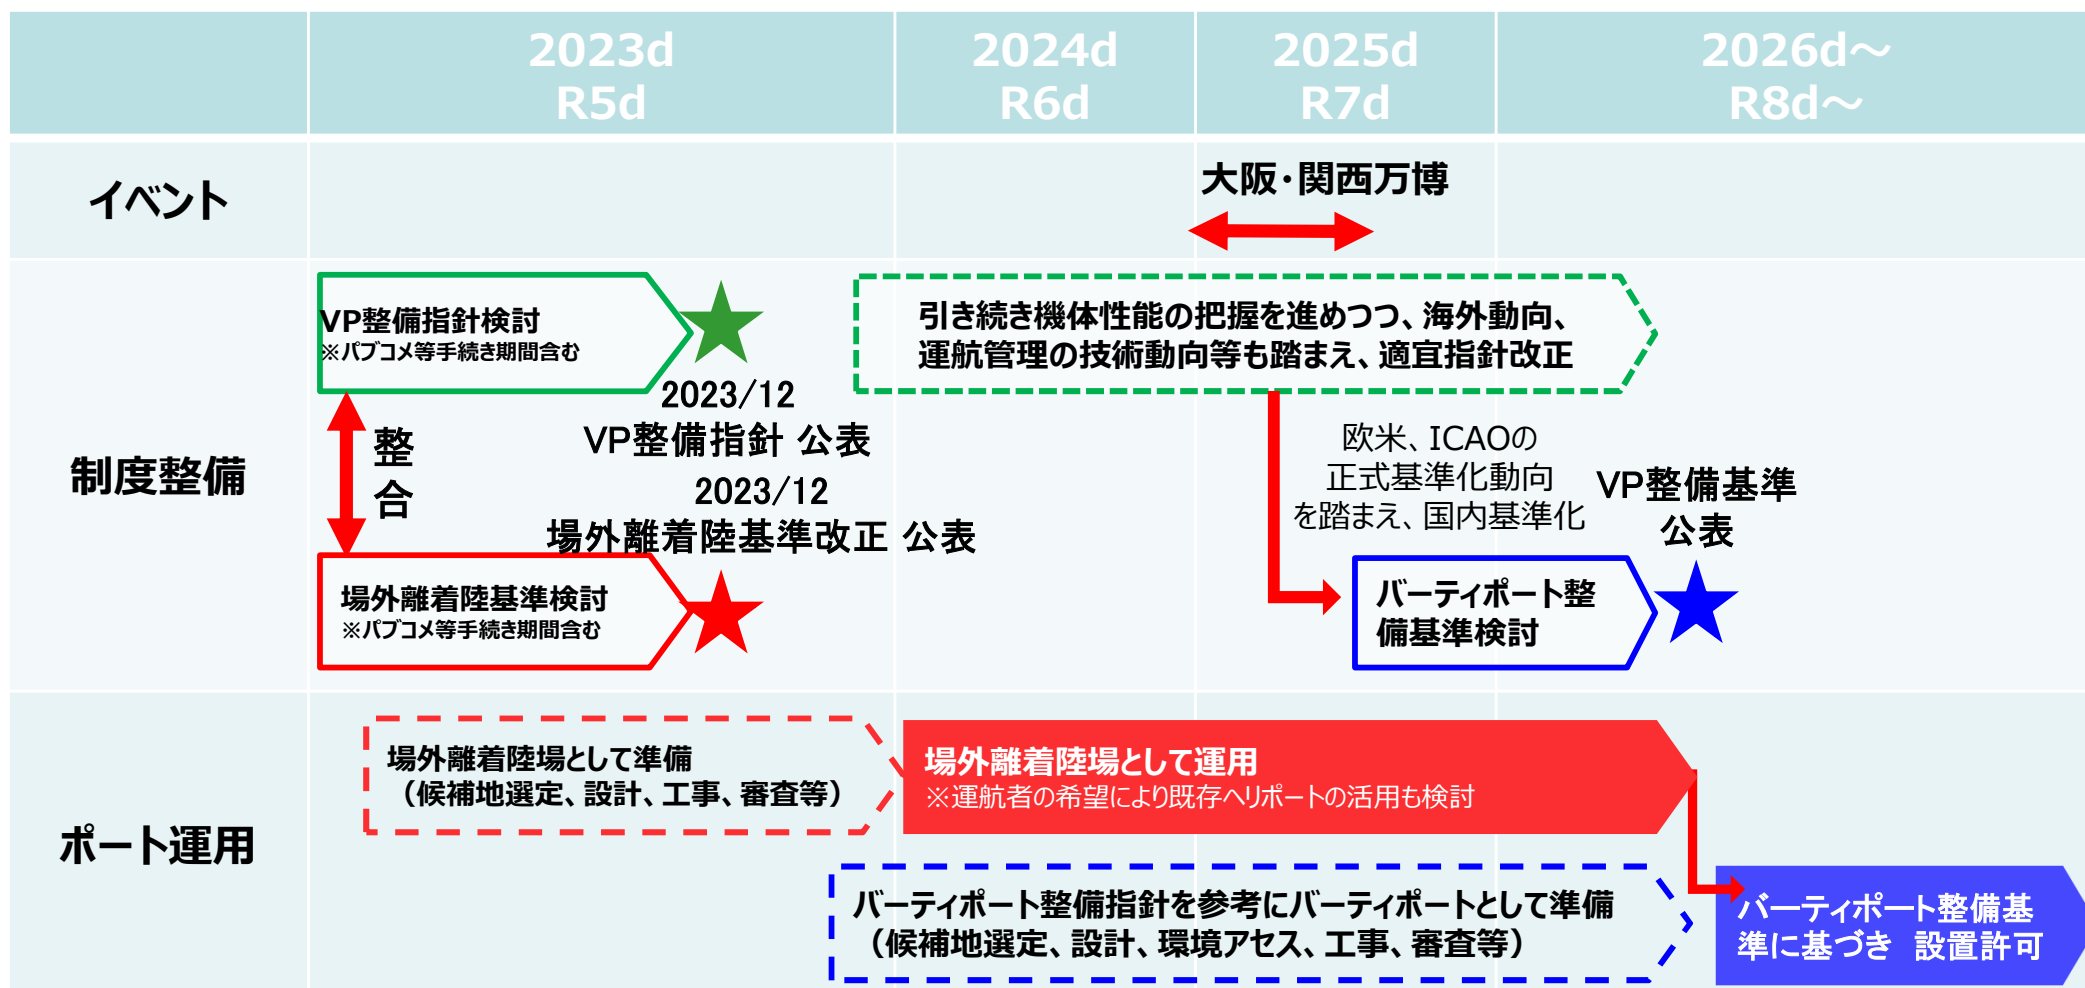 2023d
R5d
2024d
R6d
2025d
R7d
2026d～
R8d～
イベント
大阪・関西万博
制度整備
VP整備指針検討
※パブコメ等手続き期間含む
引き続き機体性能の把握を進めつつ、海外動向、
運航管理の技術動向等も踏まえ、適宜指針改正
2023/12
VP整備指針 公表
整
合
2023/12
場外離着陸基準改正 公表
欧米、ICAOの
正式基準化動向
を踏まえ、国内基準化
VP整備基準
公表
場外離着陸基準検討
※パブコメ等手続き期間含む
バーティポート整
備基準検討
ポート運用
場外離着陸場として準備
（候補地選定、設計、工事、審査等）
場外離着陸場として運用
※運航者の希望により既存ヘリポートの活用も検討
バーティポート整備指針を参考にバーティポートとして準備
（候補地選定、設計、環境アセス、工事、審査等）
バーティポート整備基
準に基づき 設置許可